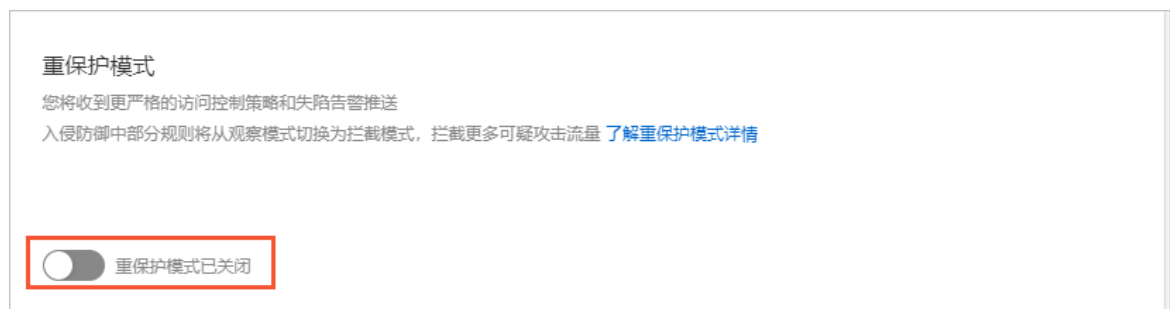 重保护模式
您将收到更严格的访问控制策略和失陷告警推送
入侵防御中部分规则将从观察模式切换为拦截模式，拦截更多可疑攻击流量 了解重保护模式详情
重保护模式已关闭